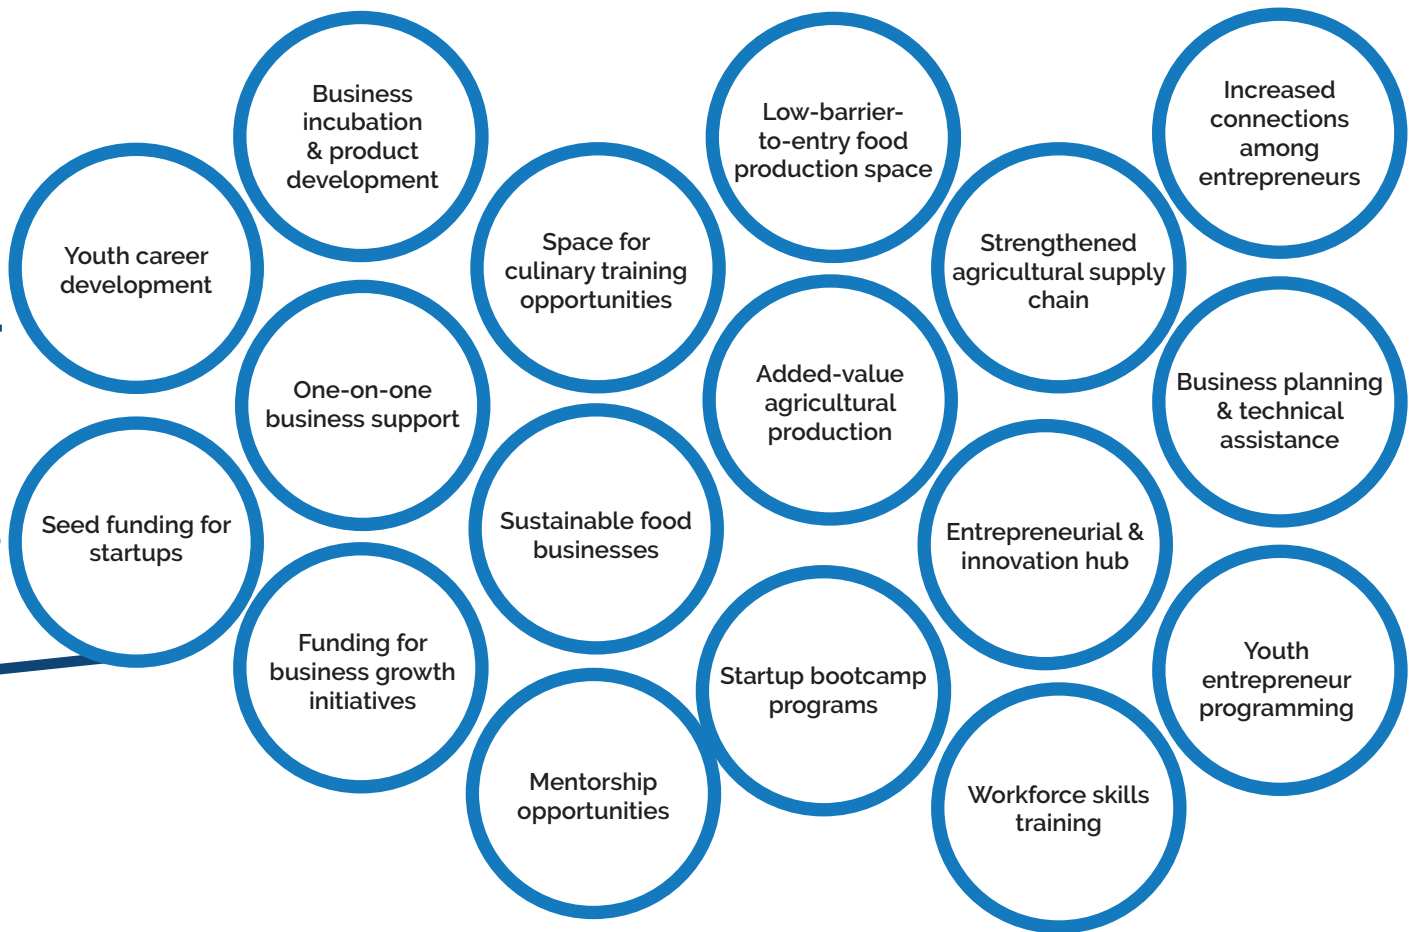 Business
incubation
& product
development
Low-barrier-
to-entry food
production space
Increased
connections
among
entrepreneurs
Youth career
development
Space for
culinary training
opportunities
Strengthened
agricultural supply
chain
One-on-one
business support
Added-value
agricultural
production
Business planning
& technical
assistance
Seed funding for
startups
Sustainable food
businesses
Entrepreneurial &
innovation hub
Funding for
business growth
initiatives
Startup bootcamp
programs
Youth
entrepreneur
programming
Mentorship
opportunities
Workforce skills
training